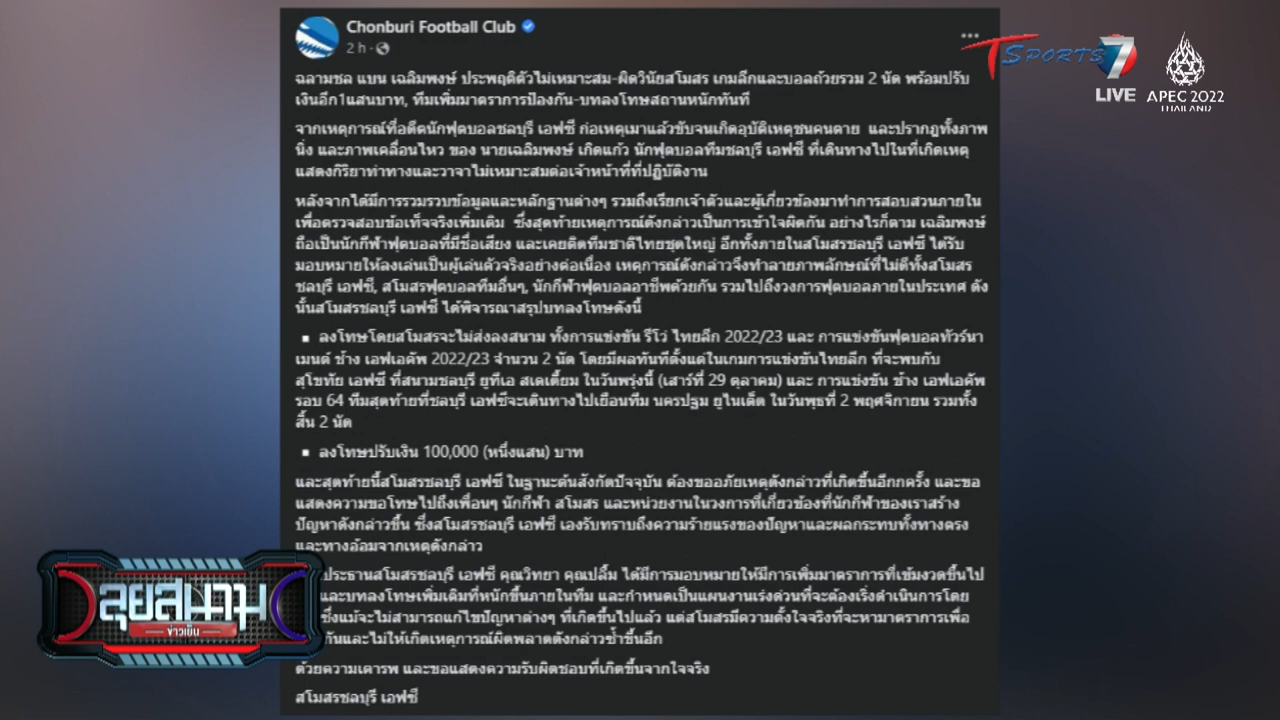 Chonburi Football Club
2 h
T SPORTS 7
LIVE
APEC 2022
THAILAND
ฉลามชล แบน เฉลิมพงษ์ ประพฤติตัวไม่เหมาะสม-ผิดวินัยสโมสร เกมลีกและบอลถ้วยรวม 2 นัด พร้อมปรับ
เงินอีก1แสนบาท, ทีมเพิ่มมาตราการป้องกัน-บทลงโทษสถานหนักทันที
จากเหตุการณ์ที่อดีตนักฟุตบอลชลบุรี เอฟซี ก่อเหตุเมาแล้วขับจนเกิดอุบัติเหตุชนคนตาย และปรากฎทั้งภาพ
นิ่ง และภาพเคลื่อนไหว ของ นายเฉลิมพงษ์ เกิดแก้ว นักฟุตบอลทีมชลบุรี เอฟซี ที่เดินทางไปในที่เกิดเหตุ
แสดงกิริยาท่าทางและวาจาไม่เหมาะสมต่อเจ้าหน้าที่ที่ปฏิบัติงาน
หลังจากได้มีการรวมรวบข้อมูลและหลักฐานต่างๆ รวมถึงเรียกเจ้าตัวและผู้เกี่ยวข้องมาทำการสอบสวนภายใน
เพื่อตรวจสอบข้อเท็จจริงเพิ่มเติม ซึ่งสุดท้ายเหตุการณ์ดังกล่าวเป็นการเข้าใจผิดกัน อย่างไรก็ตาม เฉลิมพงษ์
ถือเป็นนักกีฬาฟุตบอลที่มีชื่อเสียง และเคยติดทีมชาติไทยชุดใหญ่ อีกทั้งภายในสโมสรชลบุรี เอฟซี ได้รับ
มอบหมายให้ลงเล่นเป็นผู้เล่นตัวจริงอย่างต่อเนื่อง เหตุการณ์ดังกล่าวจึงทำลายภาพลักษณ์ที่ไม่ดีทั้งสโมสร
ชลบุรี เอฟซี, สโมสรฟุตบอลทีมอื่นๆ, นักกีฬาฟุตบอลอาชีพด้วยกัน รวมไปถึงวงการฟุตบอลภายในประเทศ ดัง
นั้นสโมสรชลบุรี เอฟซี ได้พิจารณาสรุปบทลงโทษดังนี้
▪ ลงโทษโดยสโมสรจะไม่ส่งลงสนาม ทั้งการแข่งขัน รีโว่ ไทยลีก 2022/23 และ การแข่งขันฟุตบอลทัวร์นา
เมนต์ ช้าง เอฟเอคัพ 2022/23 จำนวน 2 นัด โดยมีผลทันทีตั้งแต่ในเกมการแข่งขันไทยลีก ที่จะพบกับ
สุโขทัย เอฟซี ที่สนามชลบุรี ยูทีเอ สเตเดี้ยม ในวันพรุ่งนี้ (เสาร์ที่ 29 ตุลาคม) และ การแข่งขัน ช้าง เอฟเอคัพ
รอบ 64 ทีมสุดท้ายที่ชลบุรี เอฟซีจะเดินทางไปเยือนทีม นครปฐม ยูไนเต็ด ในวันพุธที่ 2 พฤศจิกายน รวมทั้ง
สิ้น 2 นัด
▪ ลงโทษปรับเงิน 100,000 (หนึ่งแสน) บาท
และสุดท้ายนี้สโมสรชลบุรี เอฟซี ในฐานะต้นสังกัดปัจจุบัน ต้องขออภัยเหตุดังกล่าวที่เกิดขึ้นอีกกครั้ง และขอ
แสดงความขอโทษไปถึงเพื่อนๆ นักกีฬา สโมสร และหน่วยงานในวงการที่เกี่ยวข้องที่นักกีฬาของเราสร้าง
ปัญหาดังกล่าวขึ้น ซึ่งสโมสรชลบุรี เอฟซี เองรับทราบถึงความร้ายแรงของปัญหาและผลกระทบทั้งทางตรง
และทางอ้อมจากเหตุดังกล่าว
ประธานสโมสรชลบุรี เอฟซี คุณวิทยา คุณปลื้ม ได้มีการมอบหมายให้มีการเพิ่มมาตราการที่เข้มงวดขึ้นไป
และบทลงโทษเพิ่มเติมที่หนักขึ้นภายในทีม และกำหนดเป็นแผนงานเร่งด่วนที่จะต้องเริ่งดำเนินการโดย
ซึ่งแม้จะไม่สามารถแก้ไขปัญหาต่างๆ ที่เกิดขึ้นไปแล้ว แต่สโมสรมีความตั้งใจจริงที่จะหามาตราการเพื่อ
กันและไม่ให้เกิดเหตุการณ์ผิดพลาดดังกล่าวซ้ำขึ้นอีก
ด้วยความเคารพ และขอแสดงความรับผิดชอบที่เกิดขึ้นจากใจจริง
สโมสรชลบุรี เอฟซี
ลุยสนาม
ข่าวเย็น